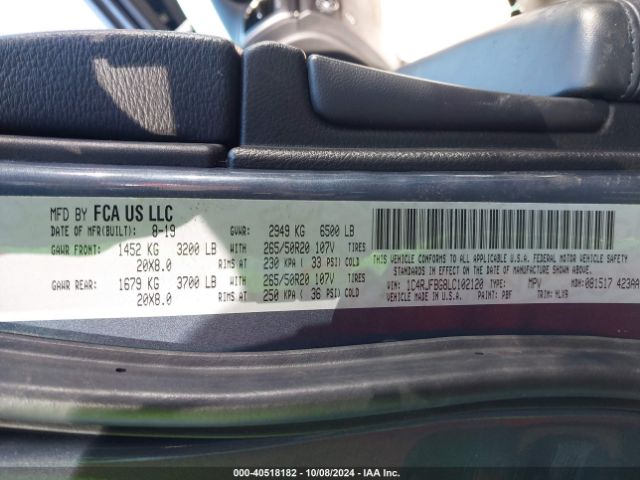 MFD BY FCA US LLC
DATE OF MFR(BUILT): 8-19 GVWR: 2949 KG 6500 LB
GAWR FRONT: 1452 KG 3200 LB WITH 265/50R20 107V TIRES
20X8.0 RIMS AT 230 KPA ( 33 PSI) COLD
GAWR REAR: 1679 KG 3700 LB WITH 265/50R20 107V TIRES
20X8.0 RIMS AT 250 KPA ( 36 PSI) COLD
THIS VEHICLE CONFORMS TO ALL APPLICABLE U.S.A. FEDERAL MOTOR VEHICLE SAFETY
STANDARDS IN EFFECT ON THE DATE OF MANUFACTURE SHOWN ABOVE.
VIN: 1C4RJFBG8LC102120 TYPE: MPV MDH: 081517 423AA
VEHICLE MADE IN U.S.A. PAINT: PBF TRIM: HLX9
000-40518182 - 10/08/2024 - IAA Inc.